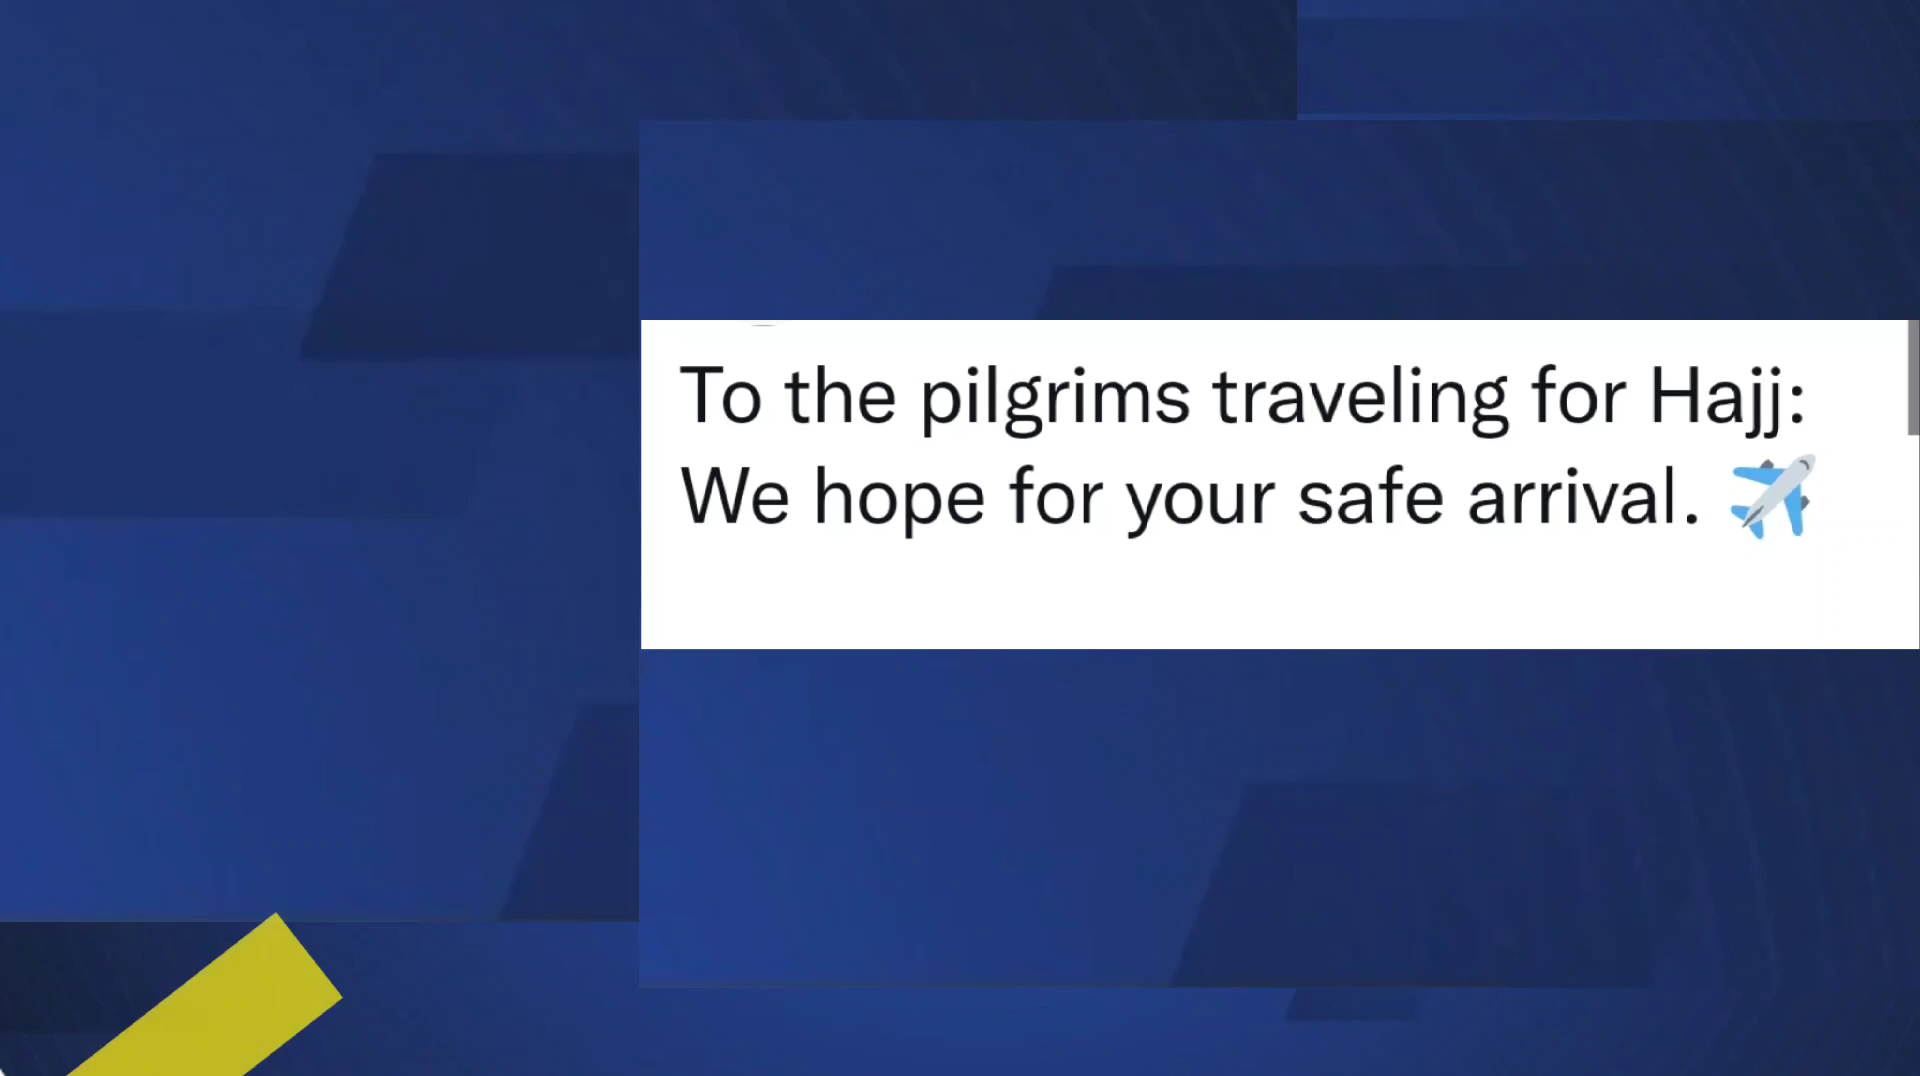 To the pilgrims traveling for Hajj:
We hope for your safe arrival. ✈️